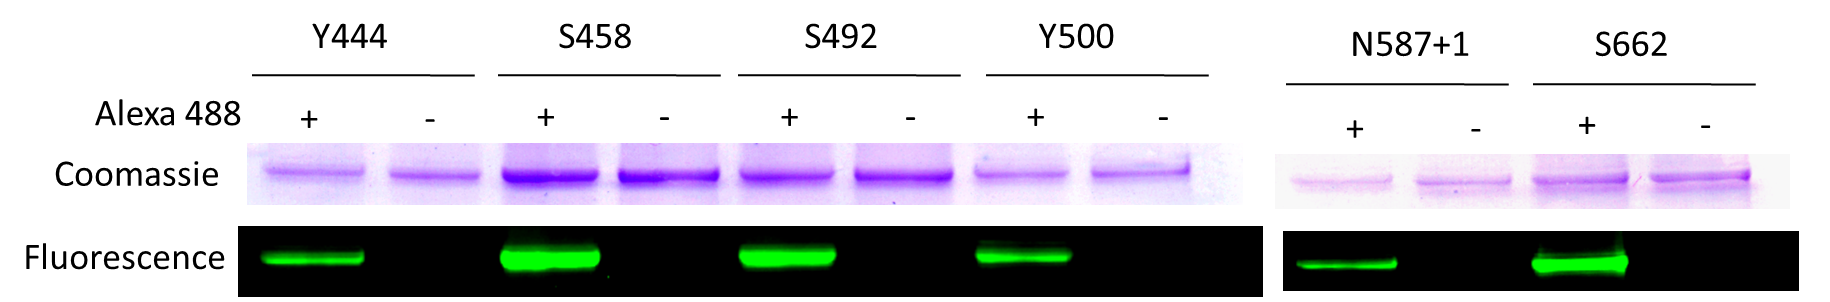 Y444 S458 S492 Y500 N587+1 S662
Alexa 488 + - + - + - + - + - + -
Coomassie
Fluorescence